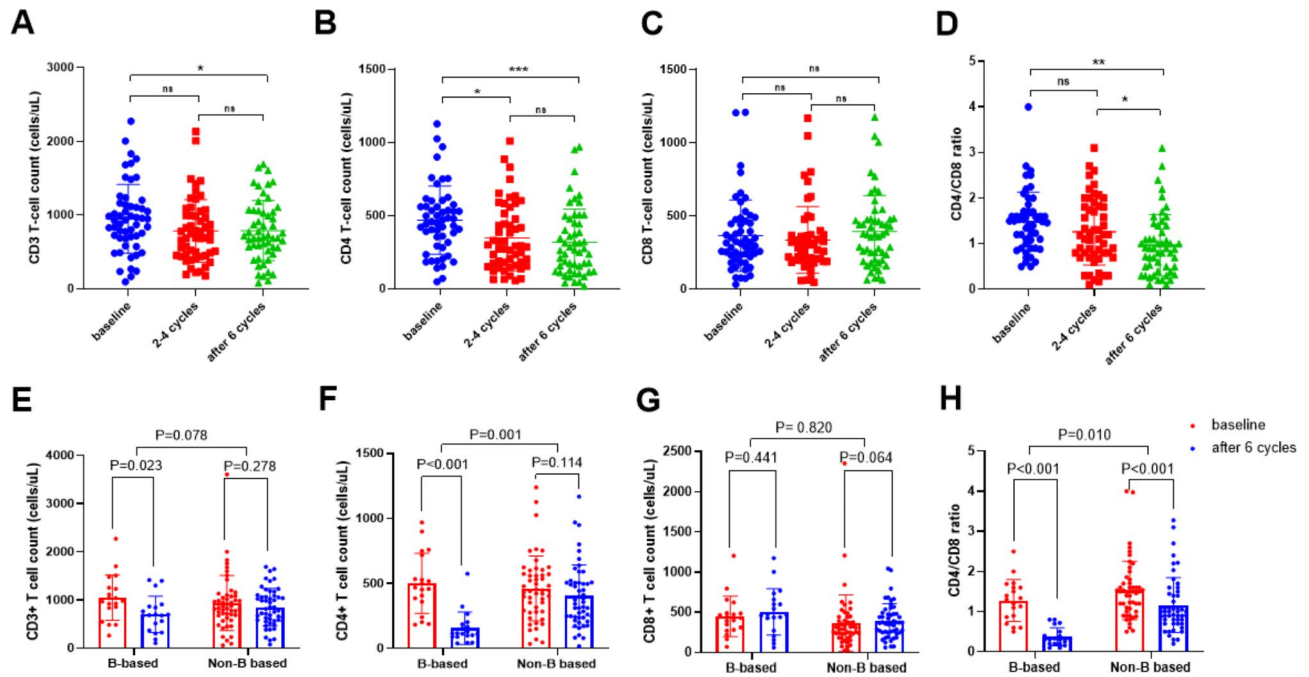 A
CD3 T-cell count (cells/uL)
3000
2000
1000
0
*
ns
ns
baseline
2-4 cycles
after 6 cycles
B
CD4 T-cell count (cells/uL)
1500
1000
500
0
***
*
ns
baseline
2-4 cycles
after 6 cycles
C
CD8 T-cell count (cells/uL)
1500
1000
500
0
ns
ns
ns
baseline
2-4 cycles
after 6 cycles
D
CD4/CD8 ratio
5
4
3
2
1
0
**
ns
*
baseline
2-4 cycles
after 6 cycles
E
CD3+ T cell count (cells/uL)
4000
3000
2000
1000
0
P=0.078
P=0.023
P=0.278
B-based
Non-B based
F
CD4+ T cell count (cells/uL)
1500
1000
500
0
P=0.001
P<0.001
P=0.114
B-based
Non-B based
G
CD8+ T cell count (cells/uL)
2500
2000
1500
1000
500
0
P= 0.820
P=0.441
P=0.064
B-based
Non-B based
H
CD4/CD8 ratio
5
4
3
2
1
0
P=0.010
P<0.001
P<0.001
B-based
Non-B based
baseline
after 6 cycles